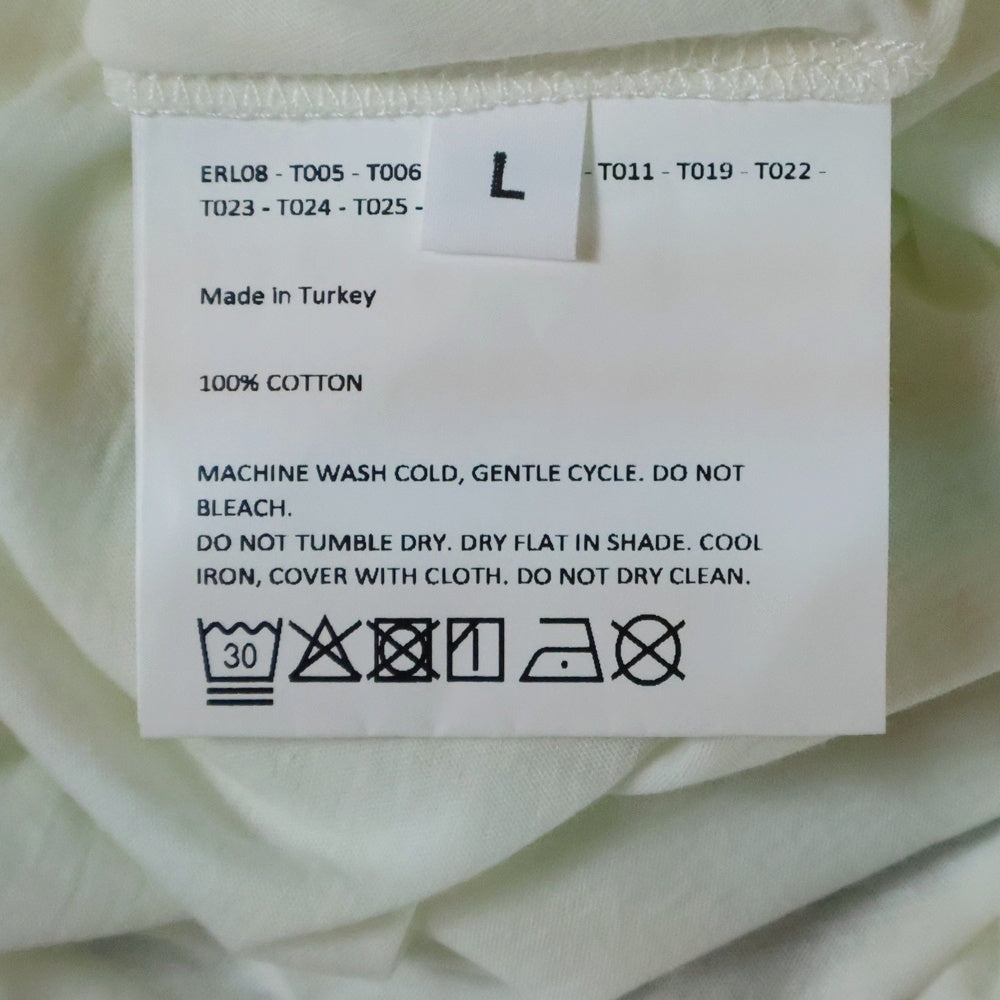 ERL08 - T005 - T006 L - T011 - T019 - T022 -
T023 - T024 - T025 -
Made in Turkey
100% COTTON
MACHINE WASH COLD, GENTLE CYCLE. DO NOT
BLEACH.
DO NOT TUMBLE DRY. DRY FLAT IN SHADE. COOL
IRON, COVER WITH CLOTH. DO NOT DRY CLEAN.
30